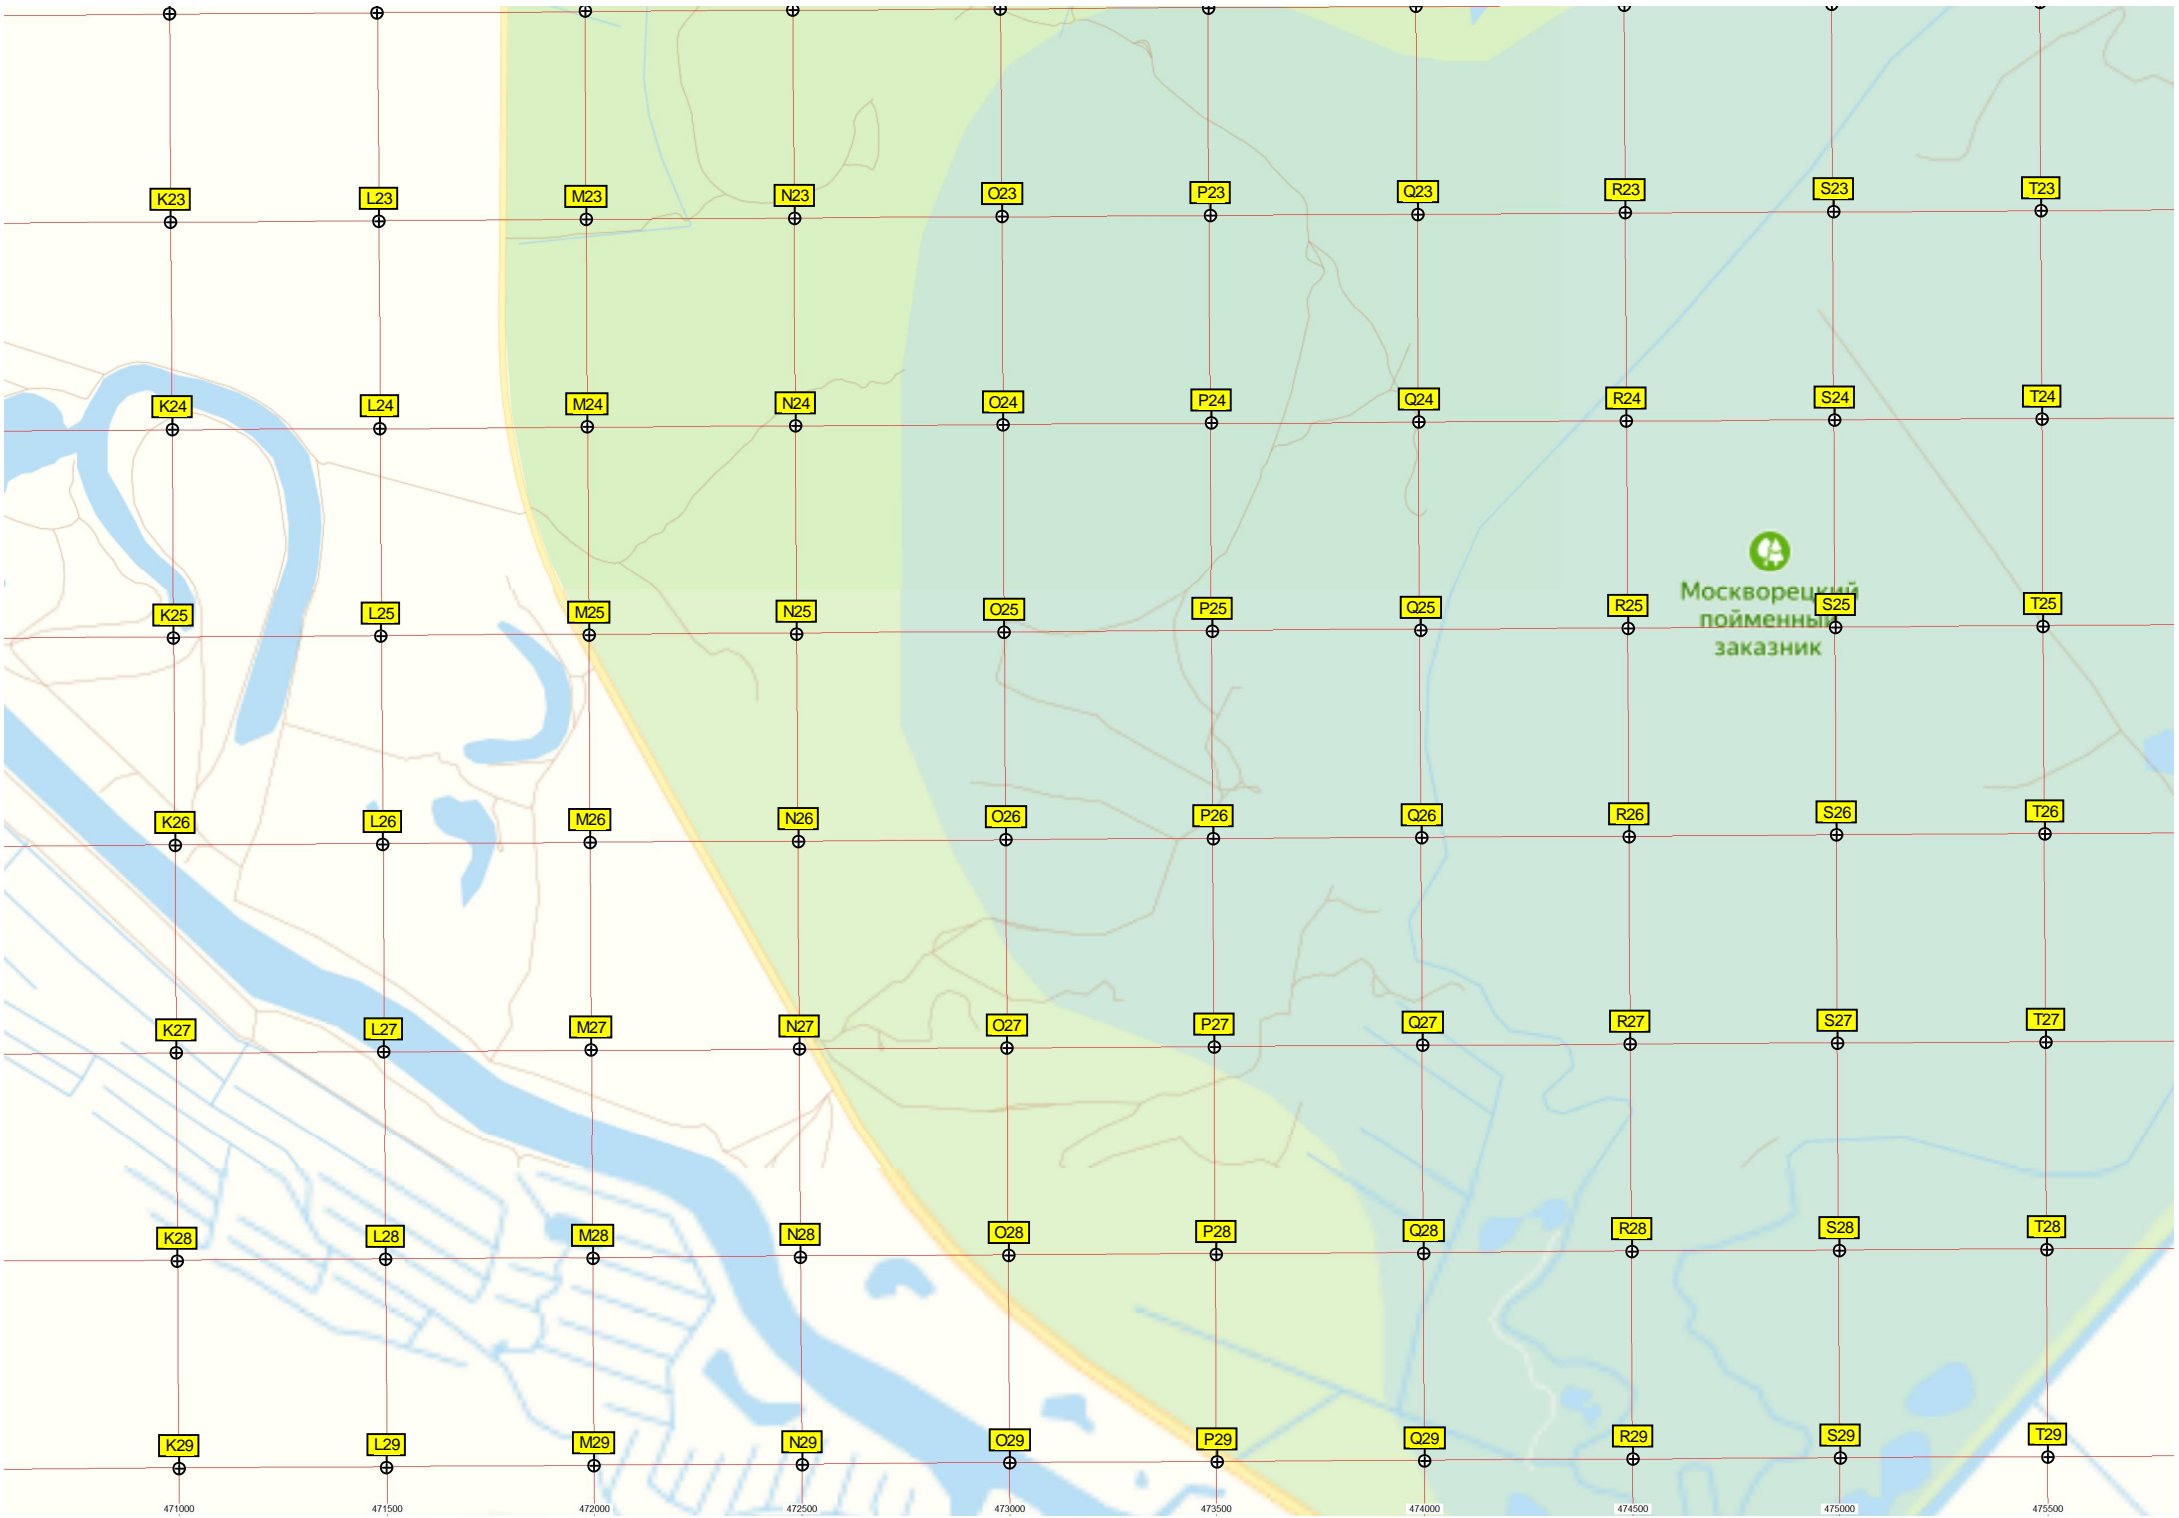 K23 L23 M23 N23 O23 P23 Q23 R23 S23 T23
K24 L24 M24 N24 O24 P24 Q24 R24 S24 T24
Москворецкий
пойменный
заказник
K25 L25 M25 N25 O25 P25 Q25 R25 S25 T25
K26 L26 M26 N26 O26 P26 Q26 R26 S26 T26
K27 L27 M27 N27 O27 P27 Q27 R27 S27 T27
K28 L28 M28 N28 O28 P28 Q28 R28 S28 T28
K29 L29 M29 N29 O29 P29 Q29 R29 S29 T29
471000 471500 472000 472500 473000 473500 474000 474500 475000 475500